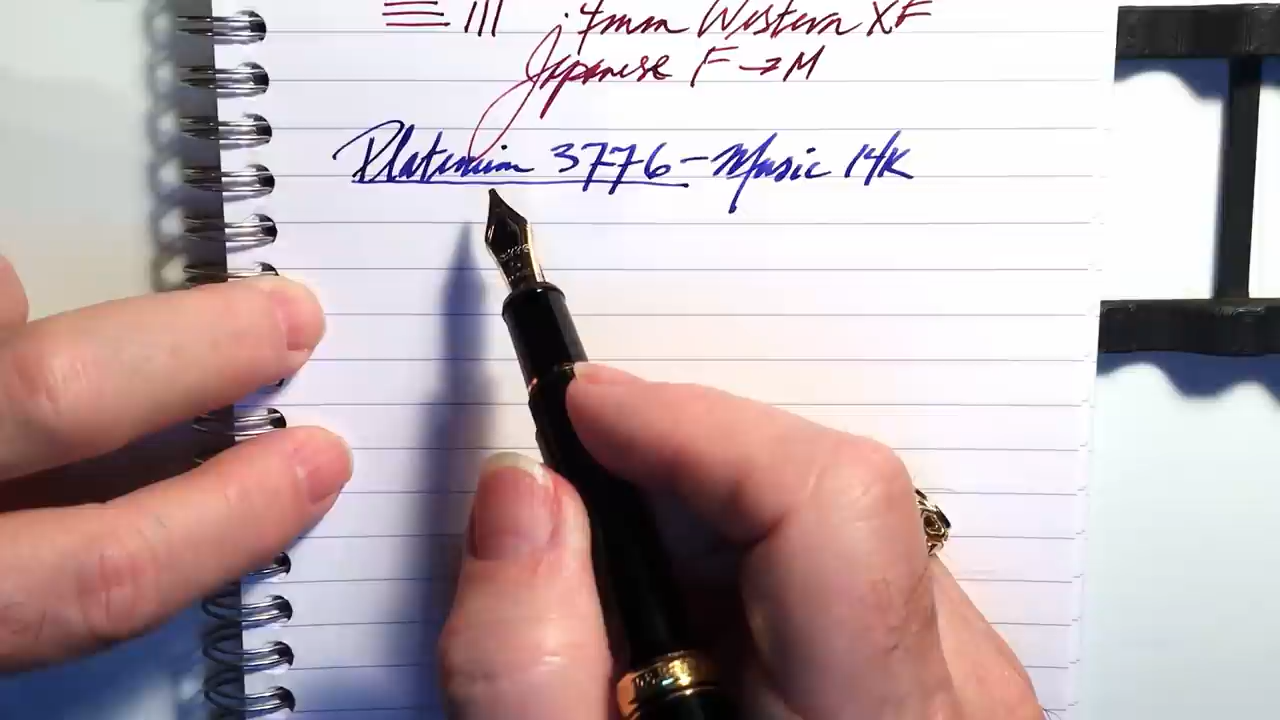 .4mm Western XF
Japanese F → M
Platinum 3776 - Music 14K